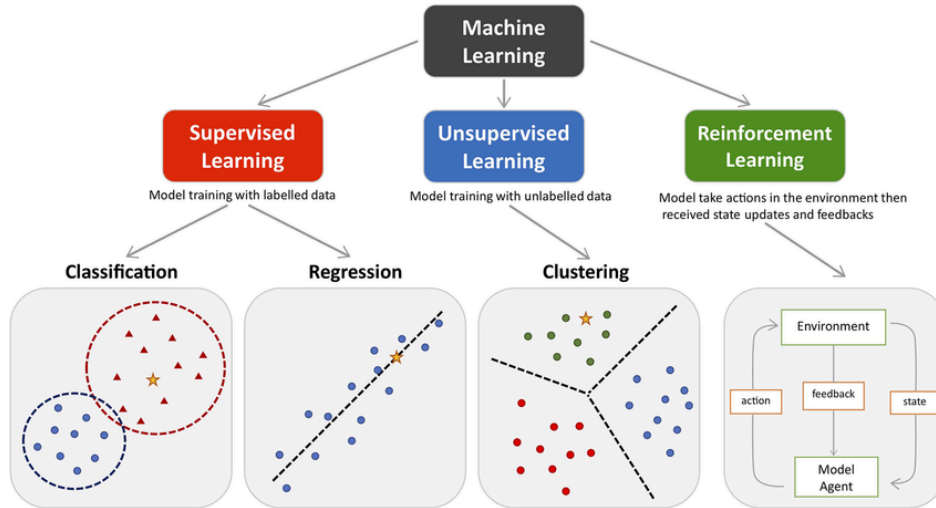 Machine
Learning
Supervised
Learning
Unsupervised
Learning
Reinforcement
Learning
Model training with labelled data
Model training with unlabelled data
Model take actions in the environment then
received state updates and feedbacks
Classification
Regression
Clustering
Environment
action
feedback
state
Model
Agent